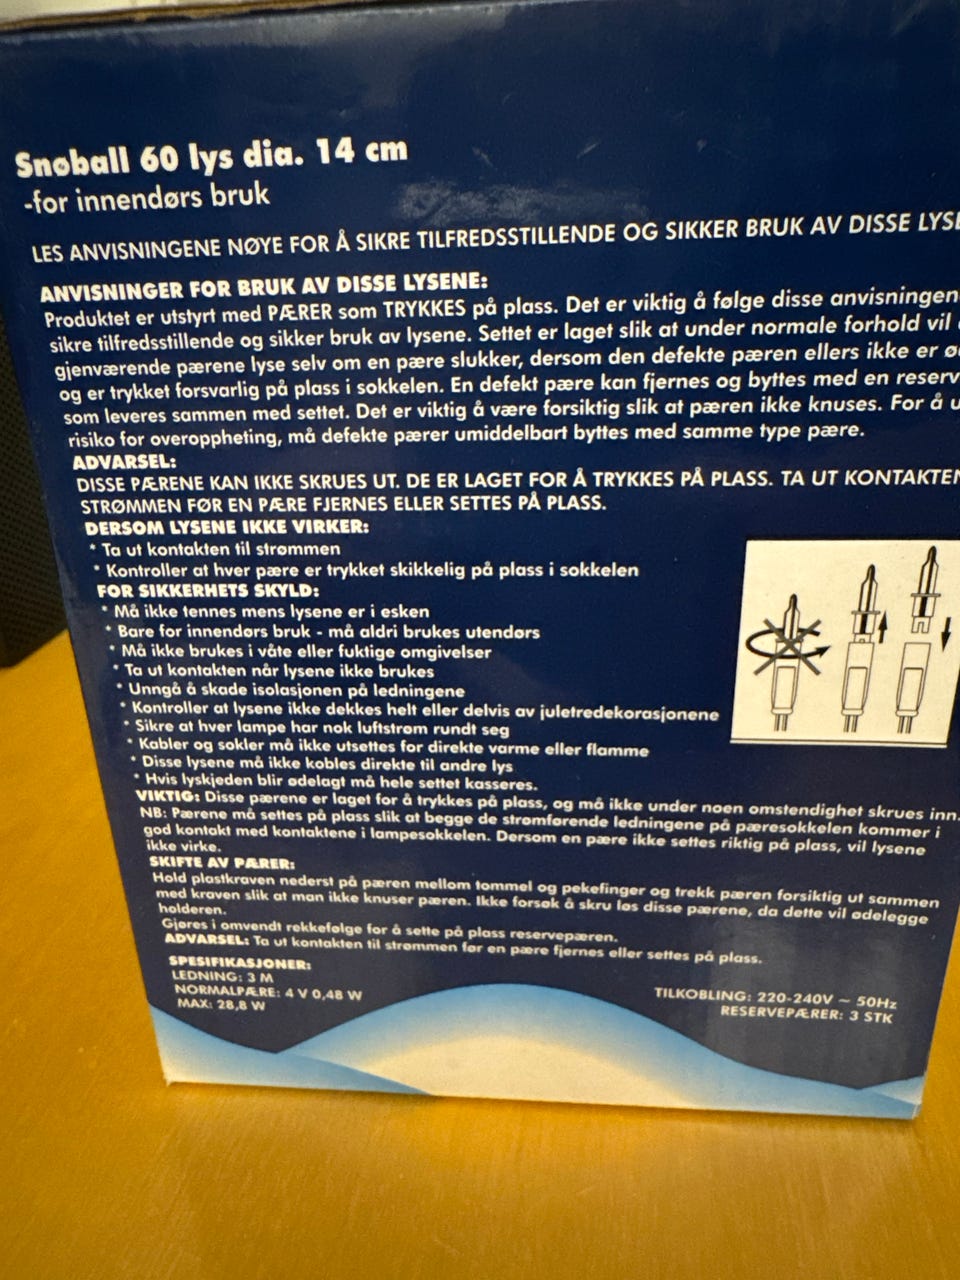 Snøball 60 lys dia. 14 cm
-for innendørs bruk
LES ANVISNINGENE NØYE FOR Å SIKRE TILFREDSSTILLENDE OG SIKKER BRUK AV DISSE
ANVISNINGER FOR BRUK AV DISSE LYSENE:
Produktet er utstyrt med PÆRER som TRYKKES på plass. Det er viktig å følge disse
sikre tilfredsstillende og sikker bruk av lysene. Settet er laget slik at under normale forhold vil
gjenværende pærene lyse selv om en pære slukker, dersom den defekte pæren ellers ikke er
og er trykket forsvarlig på plass i sokkelen. En defekt pære kan fjernes og byttes med en
som leveres sammen med settet. Det er viktig å være forsiktig slik at pæren ikke knuses. For å
risiko for overoppheting, må defekte pærer umiddelbart byttes med samme type pære.
ADVARSEL:
DISSE PÆRENE KAN IKKE SKRUES UT. DE ER LAGET FOR Å TRYKKES PÅ PLASS. TA UT KONTAKTEN
STRØMMEN FØR EN PÆRE FJERNES ELLER SETTES PÅ PLASS.
DERSOM LYSENE IKKE VIRKER:
* Ta ut kontakten til strømmen
* Kontroller at hver pære er trykket skikkelig på plass i sokkelen
FOR SIKKERHETS SKYLD:
* Må ikke tennes mens lysene er i esken
* Bare for innendørs bruk - må aldri brukes utendørs
* Må ikke brukes i våte eller fuktige omgivelser
* Ta ut kontakten når lysene ikke brukes
* Unngå å skade isolasjonen på ledningene
* Kontroller at lysene ikke dekkes helt eller delvis av juletredekorasjonene
* Sikre at hver lampe har nok luftstrøm rundt seg
* Kabler og sokler må ikke utsettes for direkte varme eller flamme
* Disse lysene må ikke kobles direkte til andre lys
* Hvis lyskjeden blir ødelagt må hele settet kasseres.
VIKTIG: Disse pærene er laget for å trykkes på plass, og må ikke under noen omstendighet skrues inn.
NB: Pærene må settes på plass slik at begge de strømførende ledningene på pæresokkelen kommer i
god kontakt med kontaktene i lampesokkelen. Dersom en pære ikke settes riktig på plass, vil lysene
ikke virke.
SKIFTE AV PÆRER:
Hold plastkraven nederst på pæren mellom tommel og pekefinger og trekk pæren forsiktig ut sammen
med kraven slik at man ikke knuser pæren. Ikke forsøk å skru løs disse pærene, da dette vil ødelegge
holderen.
Gjøres i omvendt rekkefølge for å sette på plass reservepæren.
ADVARSEL: Ta ut kontakten til strømmen før en pære fjernes eller settes på plass.
SPESIFIKASJONER:
LEDNING: 3 M
NORMALPÆRE: 4 V 0,48 W
MAX: 28,8 W
TILKOBLING: 220-240V ~ 50Hz
RESERVEPÆRER: 3 STK